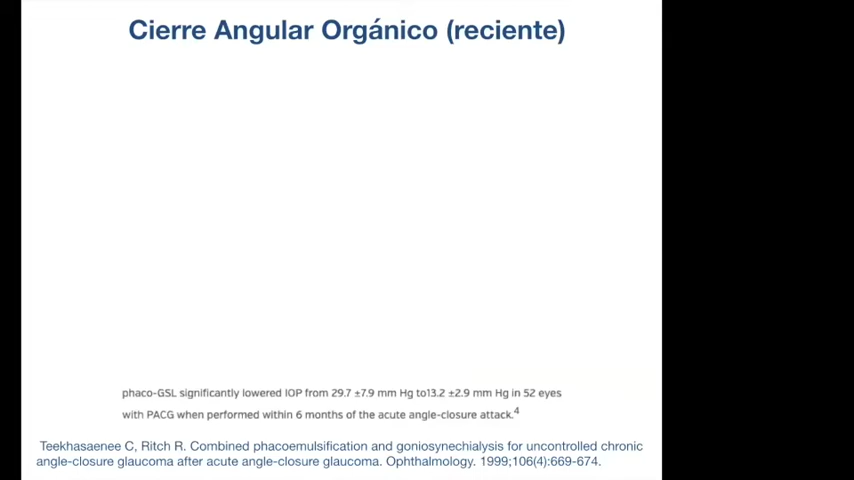 Cierre Angular Orgánico (reciente)
phaco-GSL significantly lowered IOP from 29.7 ±7.9 mm Hg to13.2 ±2.9 mm Hg in 52 eyes
with PACG when performed within 6 months of the acute angle-closure attack.4
Teekhasaenee C, Ritch R. Combined phacoemulsification and goniosynechialysis for uncontrolled chronic
angle-closure glaucoma after acute angle-closure glaucoma. Ophthalmology. 1999;106(4):669-674.